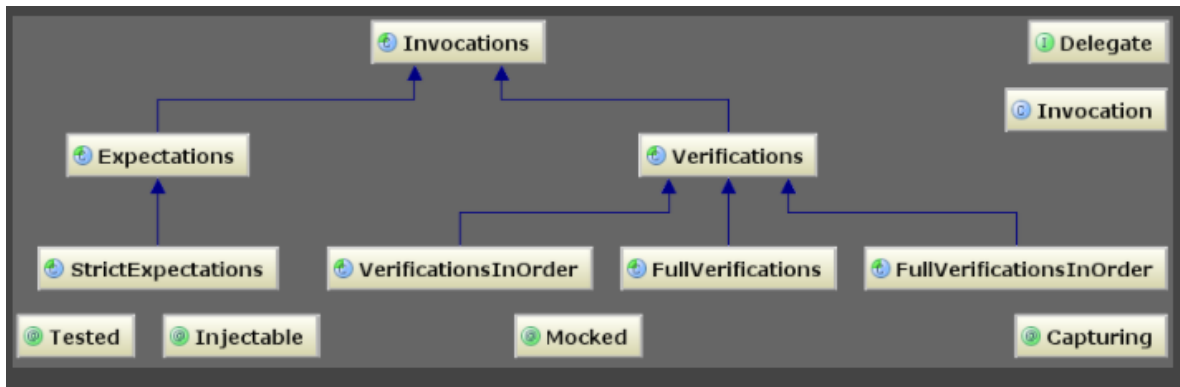 Invocations
Delegate
Invocation
Expectations
Verifications
StrictExpectations
VerificationsInOrder
FullVerifications
FullVerificationsInOrder
Tested
Injectable
Mocked
Capturing